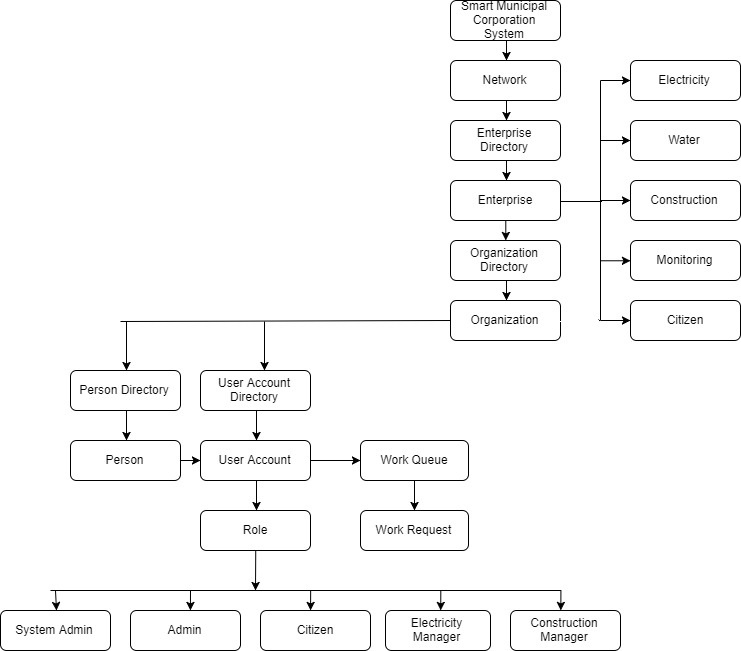 Smart Municipal
Corporation
System
Network
Electricity
Enterprise
Directory
Water
Enterprise
Construction
Organization
Directory
Monitoring
Organization
Citizen
Person Directory
User Account
Directory
Person
User Account
Work Queue
Role
Work Request
System Admin
Admin
Citizen
Electricity
Manager
Construction
Manager